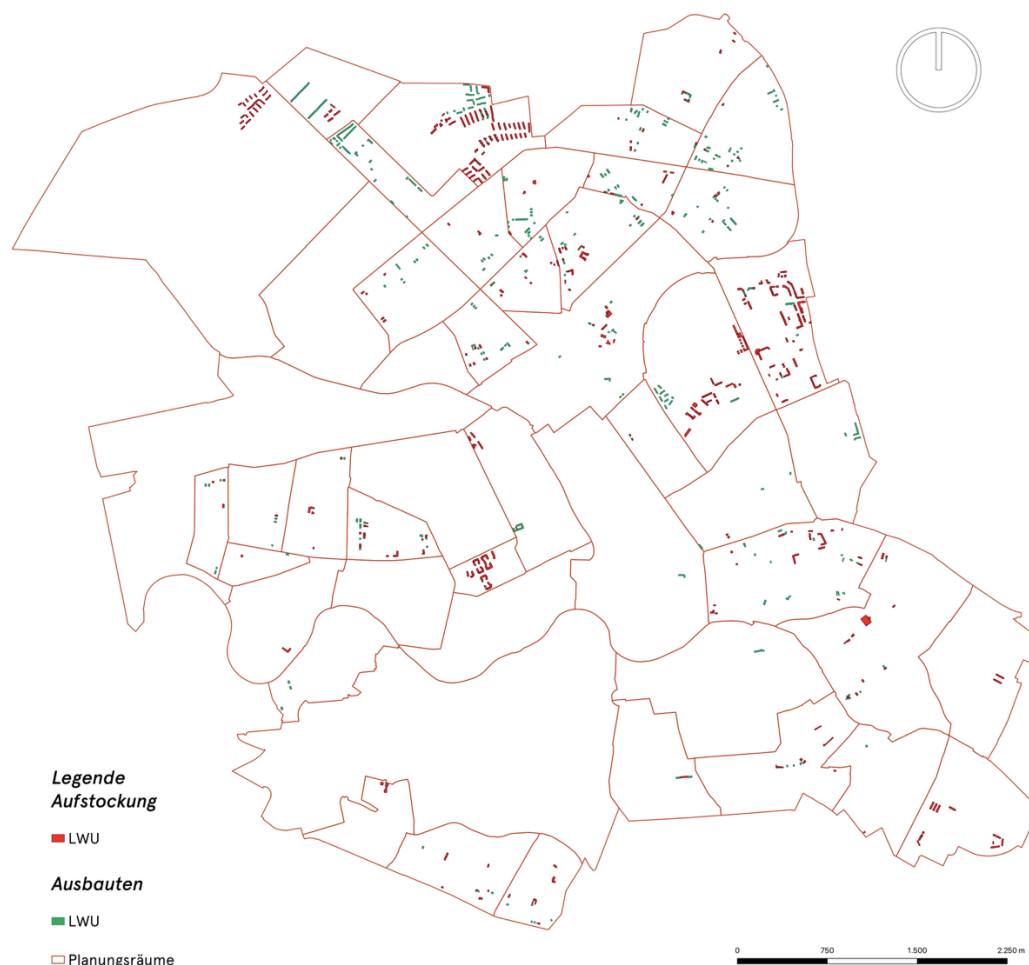 Legende
Aufstockung
LWU
Ausbauten
LWU
Planungsräume
0 750 1.500 2.250 m